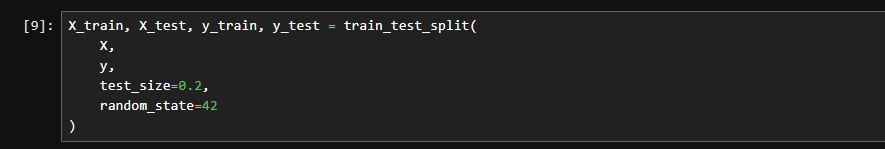 [9]: X_train, X_test, y_train, y_test = train_test_split(
    X,
    y,
    test_size=0.2,
    random_state=42
)